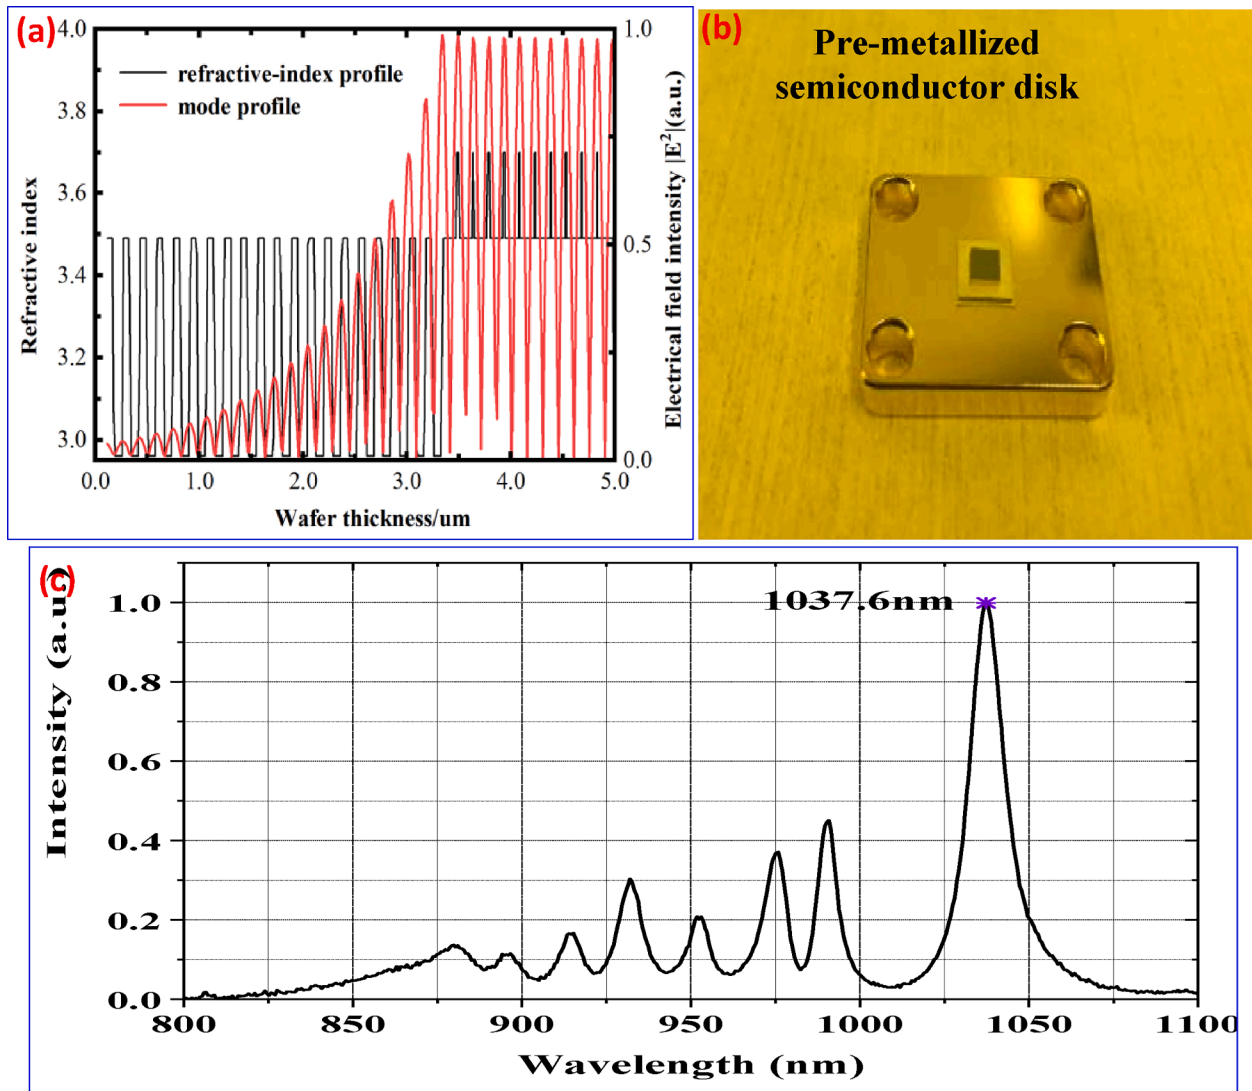 (a)
4.0
3.8
3.6
3.4
3.2
3.0
Refractive index
refractive-index profile
mode profile
1.0
0.5
0.0
Electrical field intensity |E²|(a.u.)
0.0 1.0 2.0 3.0 4.0 5.0
Wafer thickness/um
(b)
Pre-metallized
semiconductor disk
(c)
Intensity (a.u.)
1.0
0.8
0.6
0.4
0.2
0.0
1037.6nm
800 850 900 950 1000 1050 1100
Wavelength (nm)